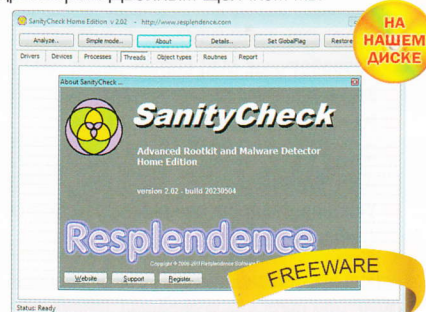 SanityCheck Home Edition v 2.02 - http://www.resplendence.com
Analyze... Simple mode... About Details... Set GlobalFlag Restore
Drivers Devices Processes Threads Object types Routines Report
НА
НАШЕМ
ДИСКЕ
About SanityCheck ...
SanityCheck
Advanced Rootkit and Malware Detector
Home Edition
version 2.02 - build 20230504
Resplendence
Website Support Register...
FREEWARE
Status: Ready